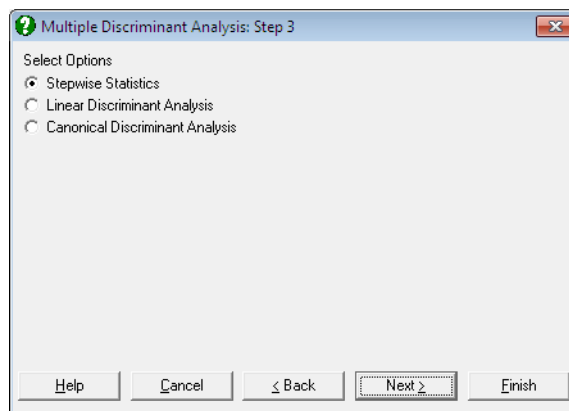 Multiple Discriminant Analysis: Step 3
Select Options
Stepwise Statistics
Linear Discriminant Analysis
Canonical Discriminant Analysis
Help Cancel < Back Next > Finish